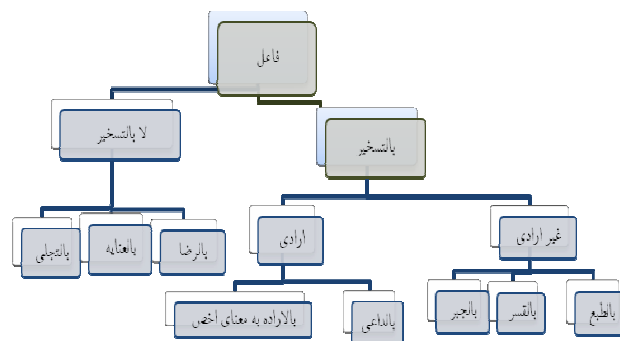 فاعل
بالتسخیر
لا بالتسخیر
غیر ارادی
ارادی
بالرضا
بالعنایه
بالتجلی
بالطبع
بالقسر
بالجبر
بالداعی
بالاراده به معنای اخص